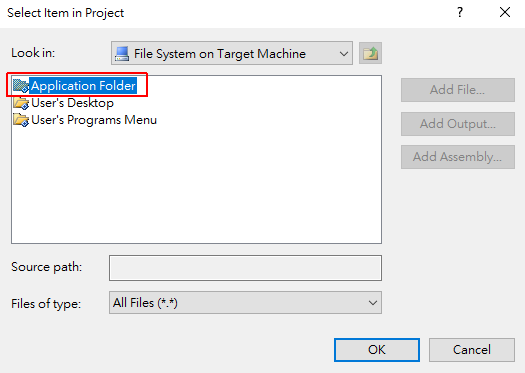 Select Item in Project
Look in:
File System on Target Machine
Application Folder
User's Desktop
User's Programs Menu
Add File...
Add Output...
Add Assembly...
Source path:
Files of type:
All Files (*.*)
OK
Cancel